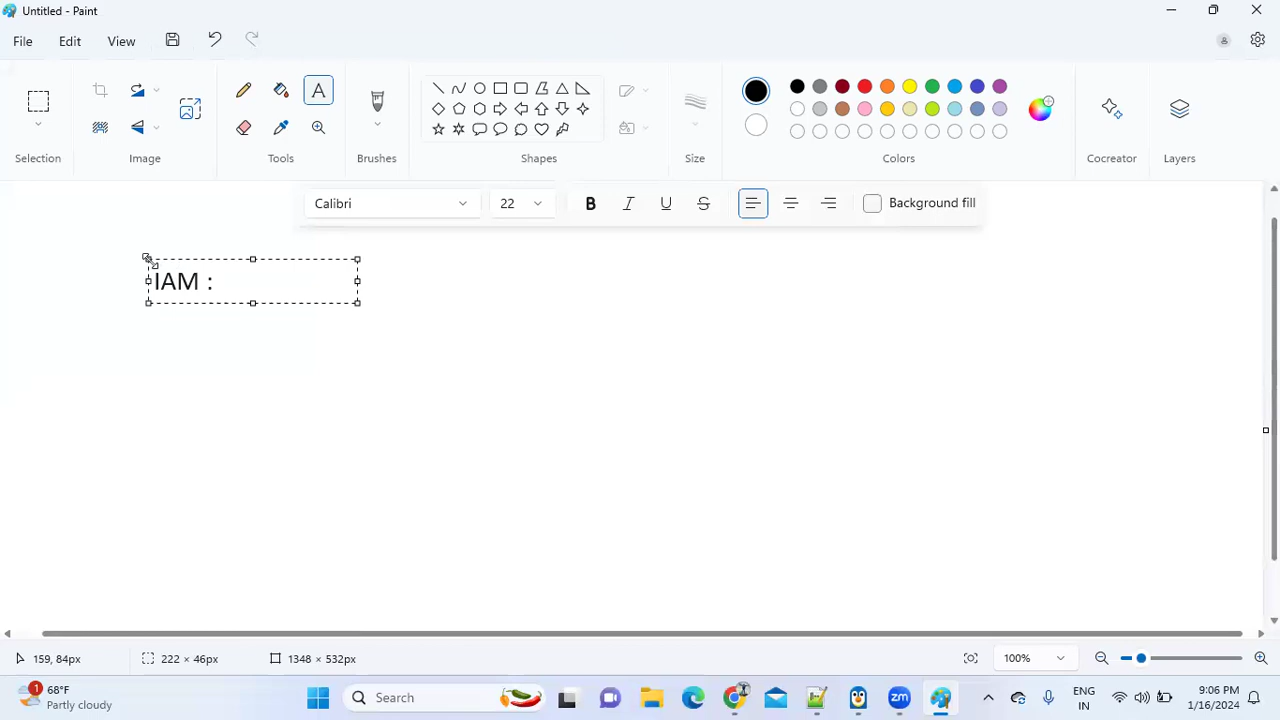 Untitled - Paint
File Edit View
Selection Image Tools Brushes Shapes Size Colors Cocreator Layers
Calibri 22 B I U S Background fill
IAM :
159, 84px 222 × 46px 1348 × 532px 100%
1 68°F
Partly cloudy
Search
zm
ENG
IN
9:06 PM
1/16/2024